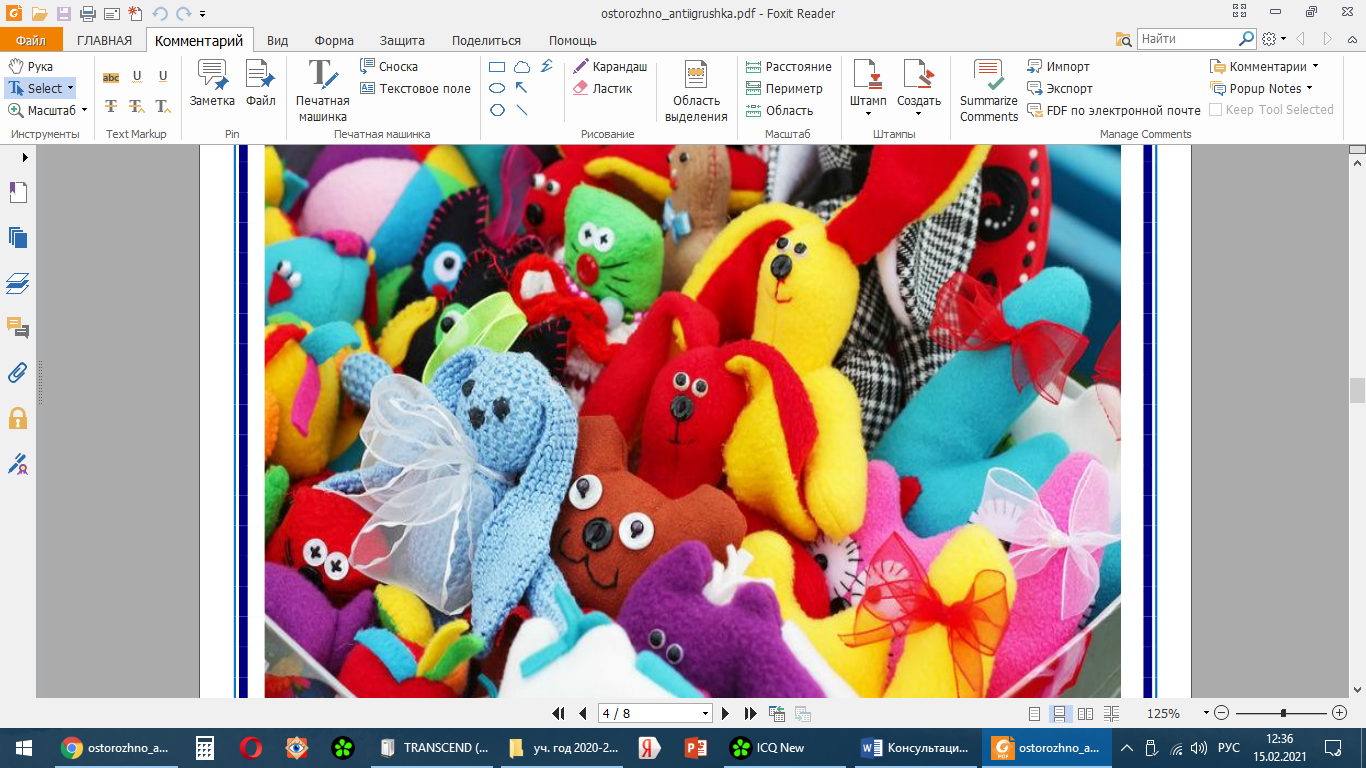 ostorozhno_antiigrushka.pdf - Foxit Reader
Файл ГЛАВНАЯ Комментарий Вид Форма Защита Поделиться Помощь Найти
Рука
Select
Масштаб
Инструменты
abc U U
T T T
Text Markup
Заметка Файл
Pin
Печатная машинка
Сноска
Текстовое поле
Печатная машинка
Карандаш
Ластик
Область выделения
Рисование
Расстояние
Периметр
Область
Масштаб
Штамп Создать
Штампы
Summarize Comments
Импорт
Экспорт
FDF по электронной почте
Комментарии
Popup Notes
Keep Tool Selected
Manage Comments
4 / 8
125%
ostorozhno_a... TRANSCEND (... уч. год 2020-2... Я ICQ New Консультаци... ostorozhno_a... РУС 12:36
15.02.2021